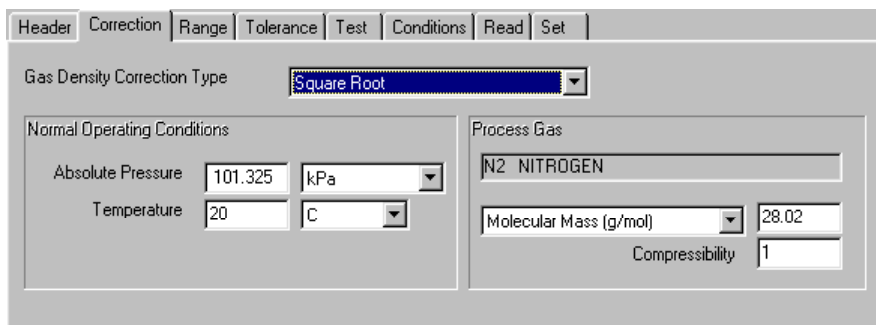 Header Correction Range Tolerance Test Conditions Read Set
Gas Density Correction Type Square Root
Normal Operating Conditions
Absolute Pressure 101.325 kPa
Temperature 20 C
Process Gas
N2 NITROGEN
Molecular Mass (g/mol) 28.02
Compressibility 1